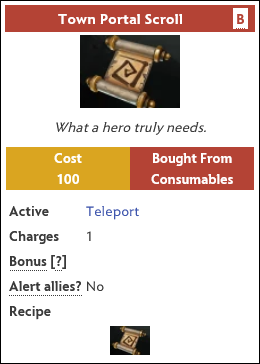 Town Portal Scroll B
What a hero truly needs.
Cost Bought From
100 Consumables
Active Teleport
Charges 1
Bonus [?]
Alert allies? No
Recipe